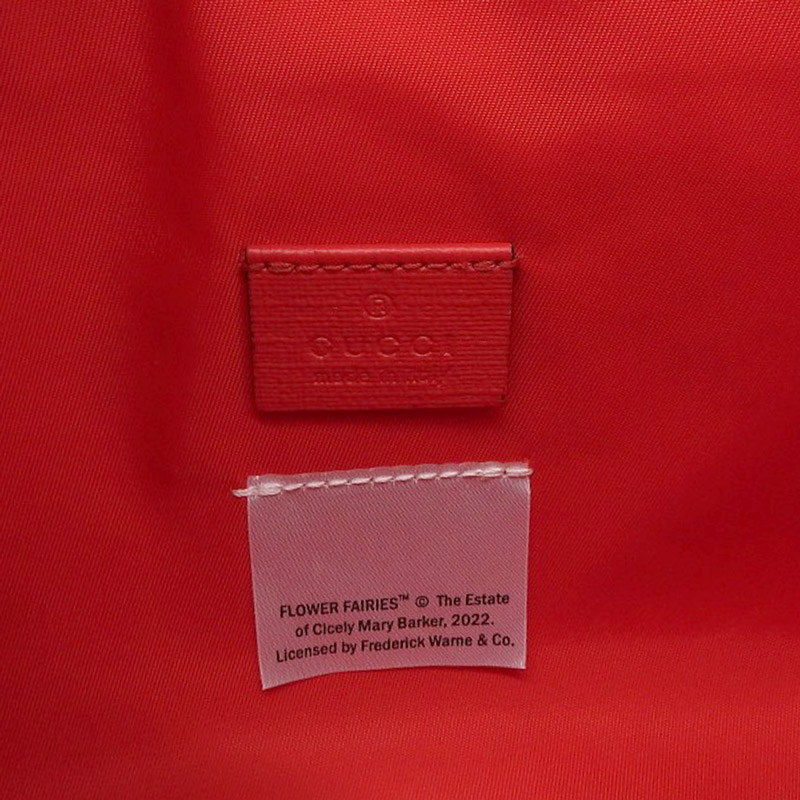 ®
GUCCI
made in italy
FLOWER FAIRIES™ © The Estate
of Cicely Mary Barker, 2022.
Licensed by Frederick Warne & Co.